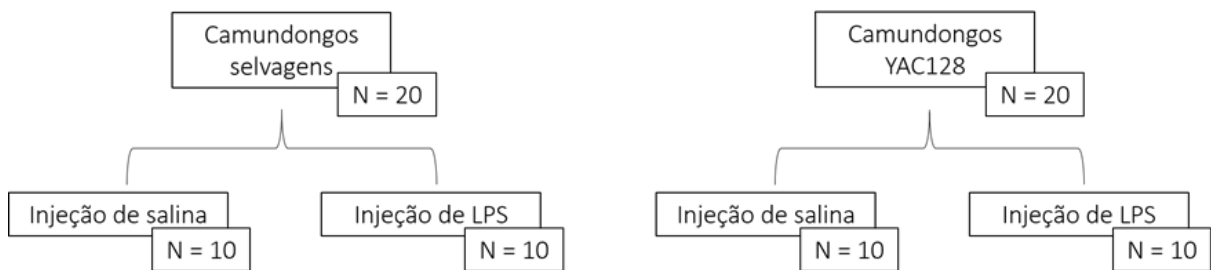 Camundongos
selvagens
N = 20
Injeção de salina
N = 10
Injeção de LPS
N = 10
Camundongos
YAC128
N = 20
Injeção de salina
N = 10
Injeção de LPS
N = 10